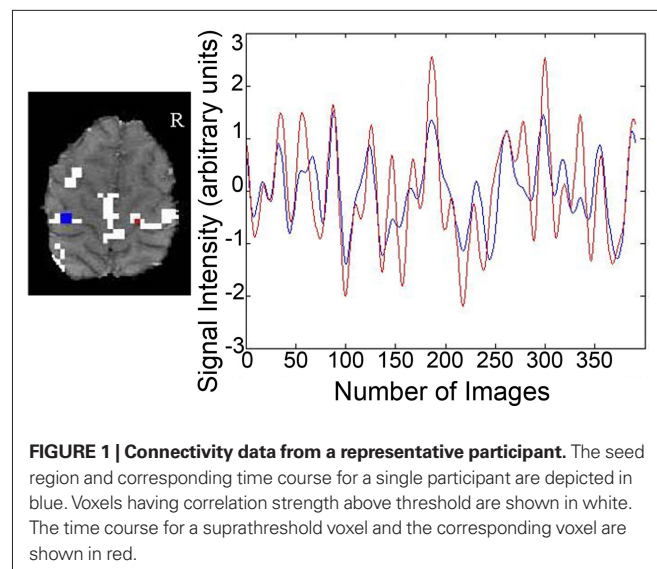 R
Signal Intensity (arbitrary units)
3
2
1
0
-1
-2
-3
0 50 100 150 200 250 300 350
Number of Images
FIGURE 1 | Connectivity data from a representative participant. The seed
region and corresponding time course for a single participant are depicted in
blue. Voxels having correlation strength above threshold are shown in white.
The time course for a suprathreshold voxel and the corresponding voxel are
shown in red.